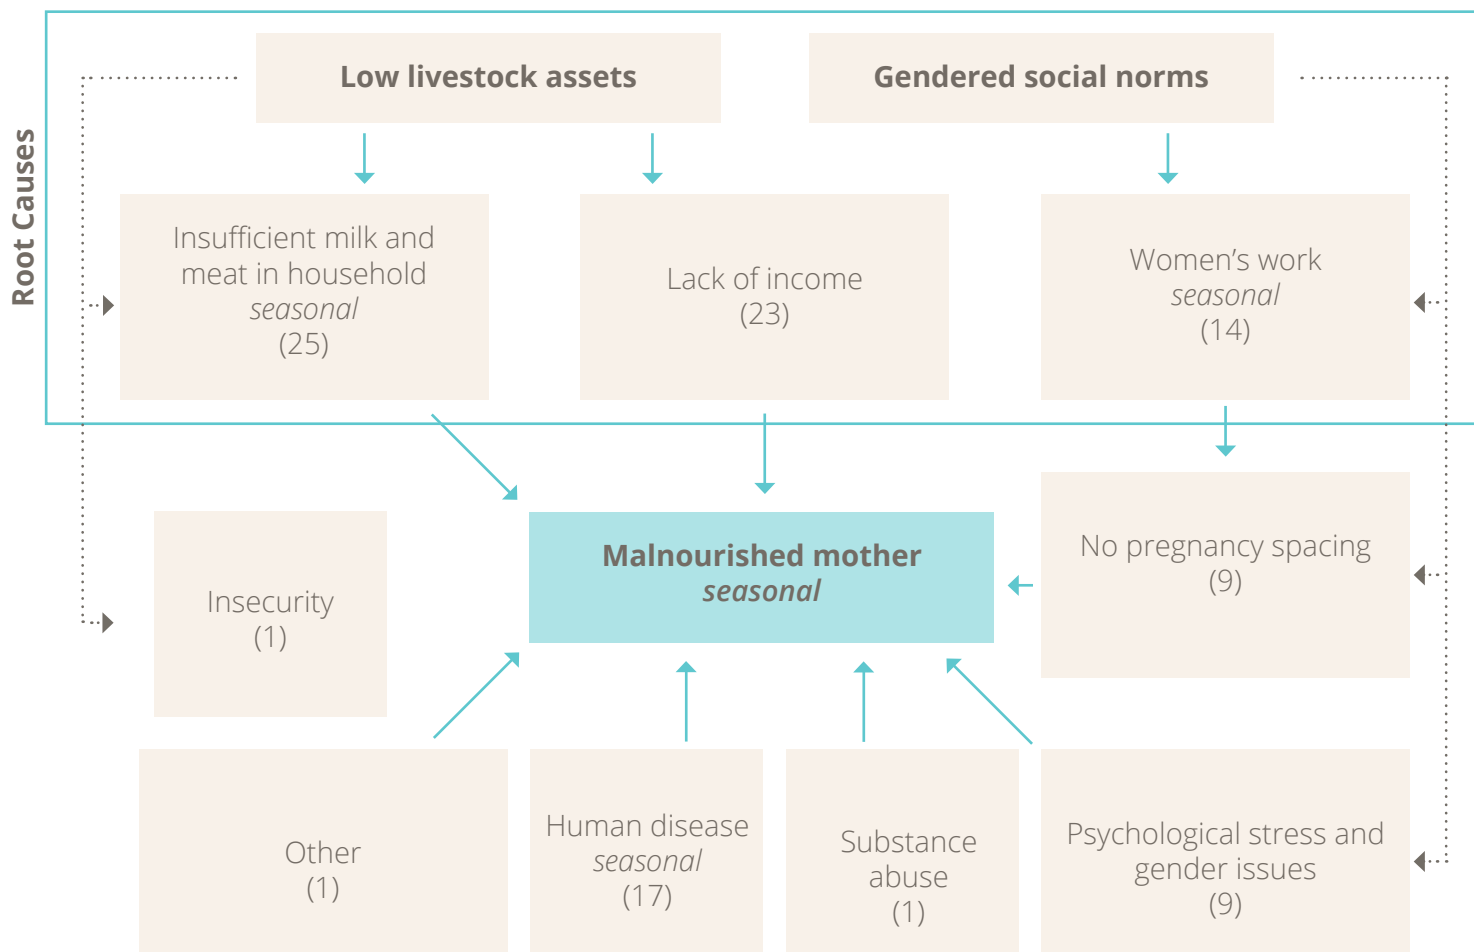 Root Causes
Low livestock assets
Gendered social norms
Insufficient milk and
meat in household
seasonal
(25)
Lack of income
(23)
Women’s work
seasonal
(14)
Malnourished mother
seasonal
No pregnancy spacing
(9)
Insecurity
(1)
Other
(1)
Human disease
seasonal
(17)
Substance
abuse
(1)
Psychological stress and
gender issues
(9)